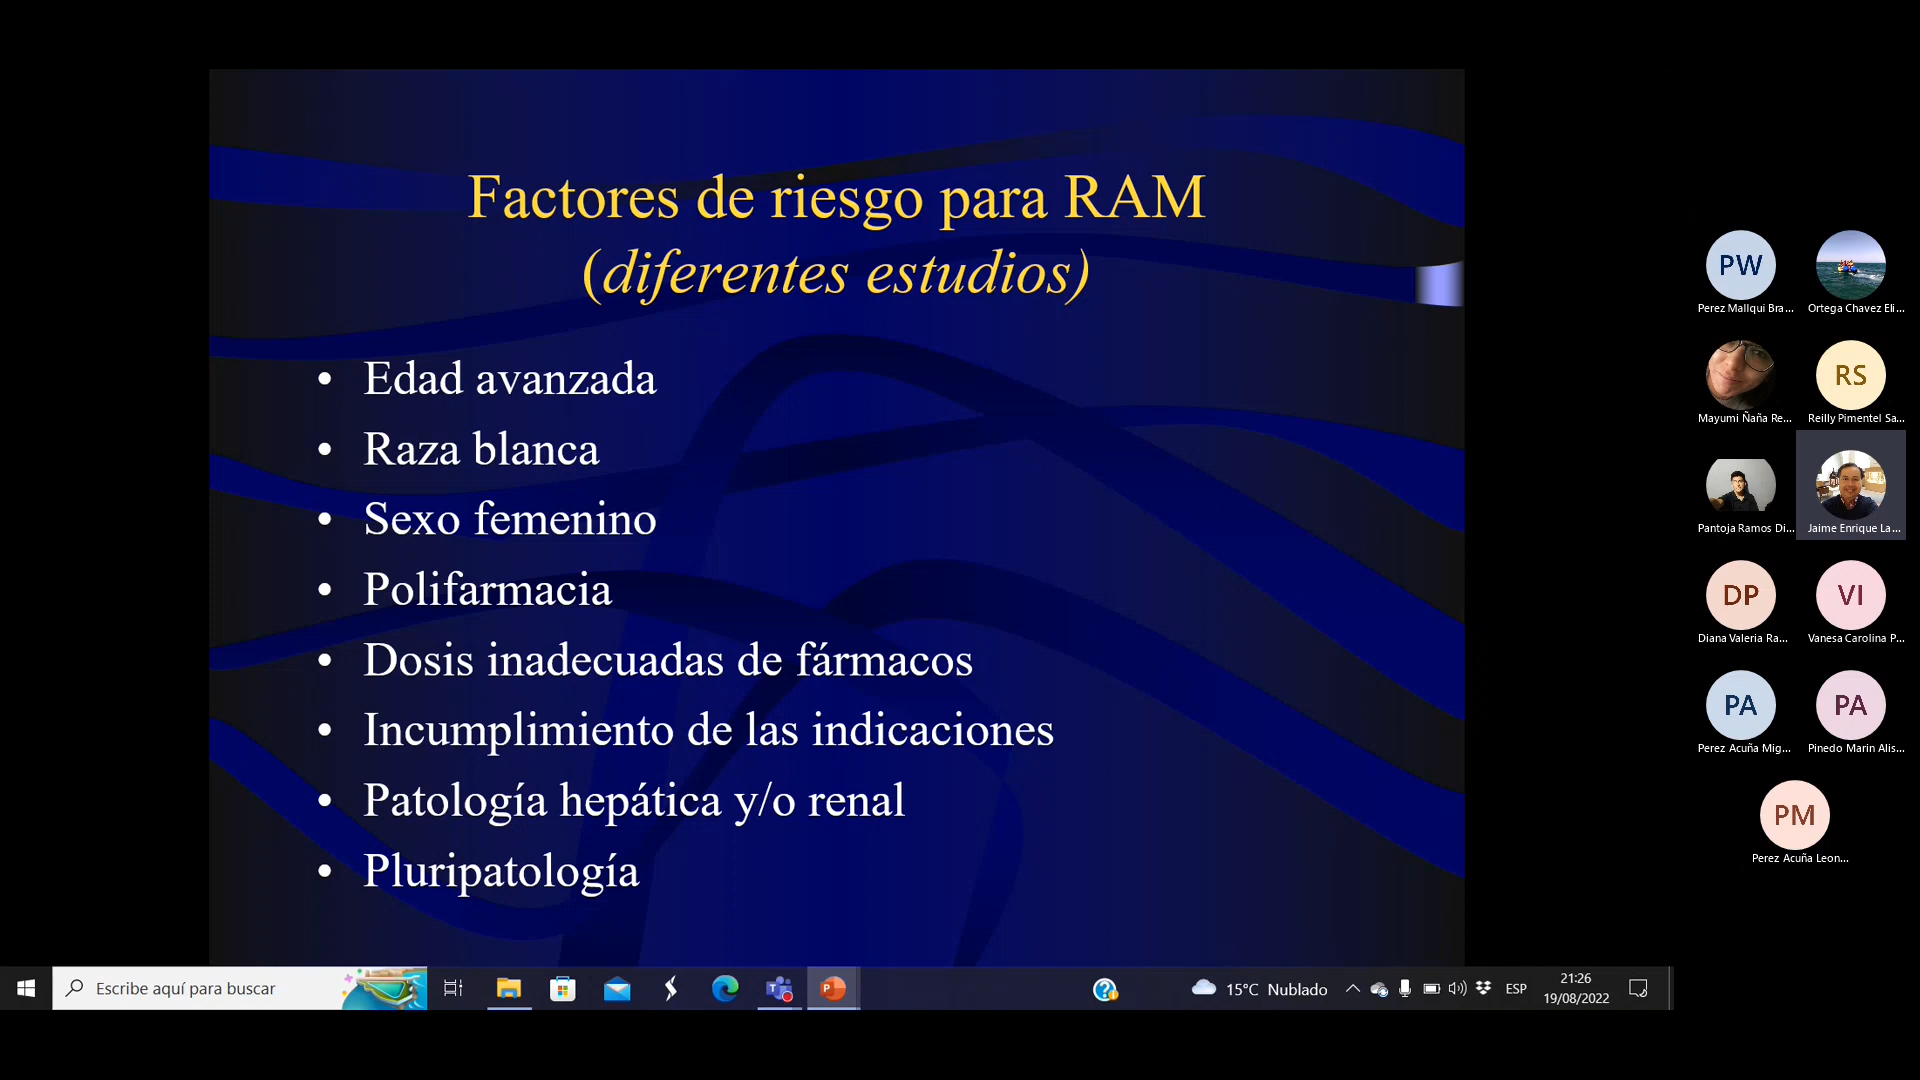 Factores de riesgo para RAM
(diferentes estudios)
• Edad avanzada
• Raza blanca
• Sexo femenino
• Polifarmacia
• Dosis inadecuadas de fármacos
• Incumplimiento de las indicaciones
• Patología hepática y/o renal
• Pluripatología
PW
Perez Mallqui Bra...
Ortega Chavez Eli...
Mayumi Ñaña Re...
RS
Reilly Pimentel Sa...
Pantoja Ramos Di...
Jaime Enrique La...
DP
Diana Valeria Ra...
VI
Vanesa Carolina P...
PA
Perez Acuña Mig...
PA
Pinedo Marin Alis...
PM
Perez Acuña Leon...
Escribe aquí para buscar
15°C Nublado
ESP
21:26
19/08/2022